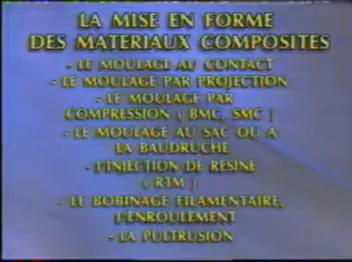 LA MISE EN FORME
DES MATERIAUX COMPOSITES
- LE MOULAGE AU CONTACT
- LE MOULAGE PAR PROJECTION
- LE MOULAGE PAR
COMPRESSION ( BMC, SMC )
- LE MOULAGE AU SAC OU A
LA BAUDRUCHE
- L'INJECTION DE RESINE
( RTM )
- LE BOBINAGE FILAMENTAIRE,
L'ENROULEMENT
- LA PULTRUSION